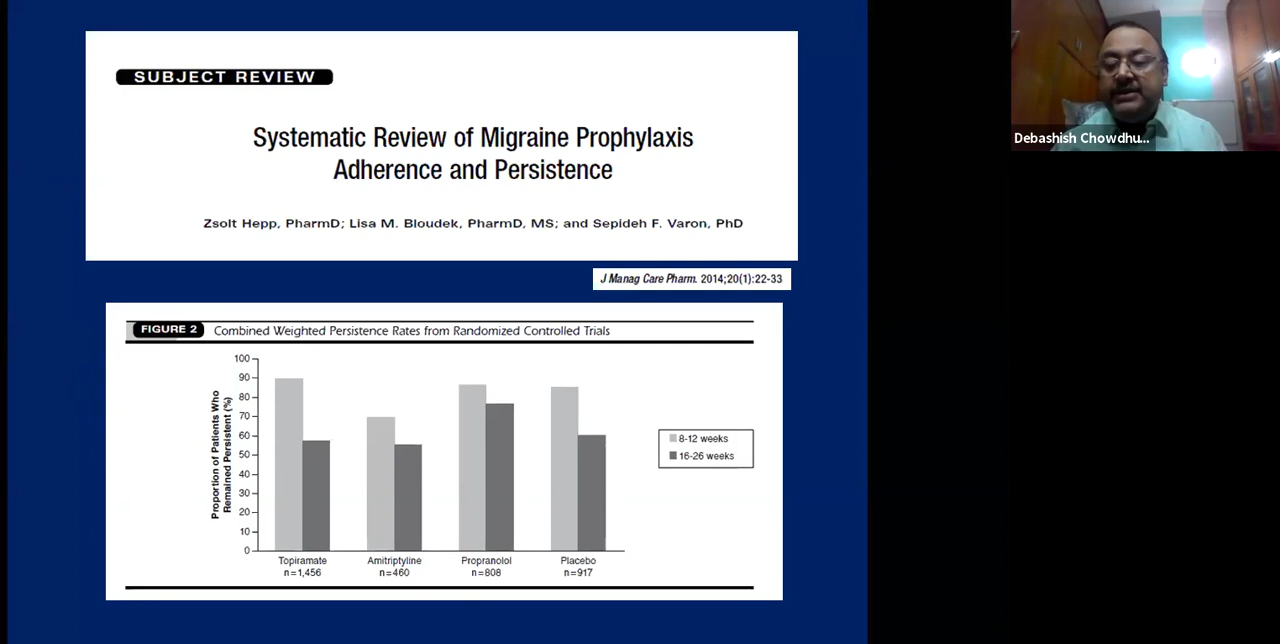 SUBJECT REVIEW
Systematic Review of Migraine Prophylaxis
Adherence and Persistence
Zsolt Hepp, PharmD; Lisa M. Bloudek, PharmD, MS; and Sepideh F. Varon, PhD
J Manag Care Pharm. 2014;20(1):22-33
FIGURE 2 Combined Weighted Persistence Rates from Randomized Controlled Trials
Proportion of Patients Who
Remained Persistent (%)
100
90
80
70
60
50
40
30
20
10
0
Topiramate
n=1,456
Amitriptyline
n=460
Propranolol
n=808
Placebo
n=917
8-12 weeks
16-26 weeks
Debashish Chowdhu...